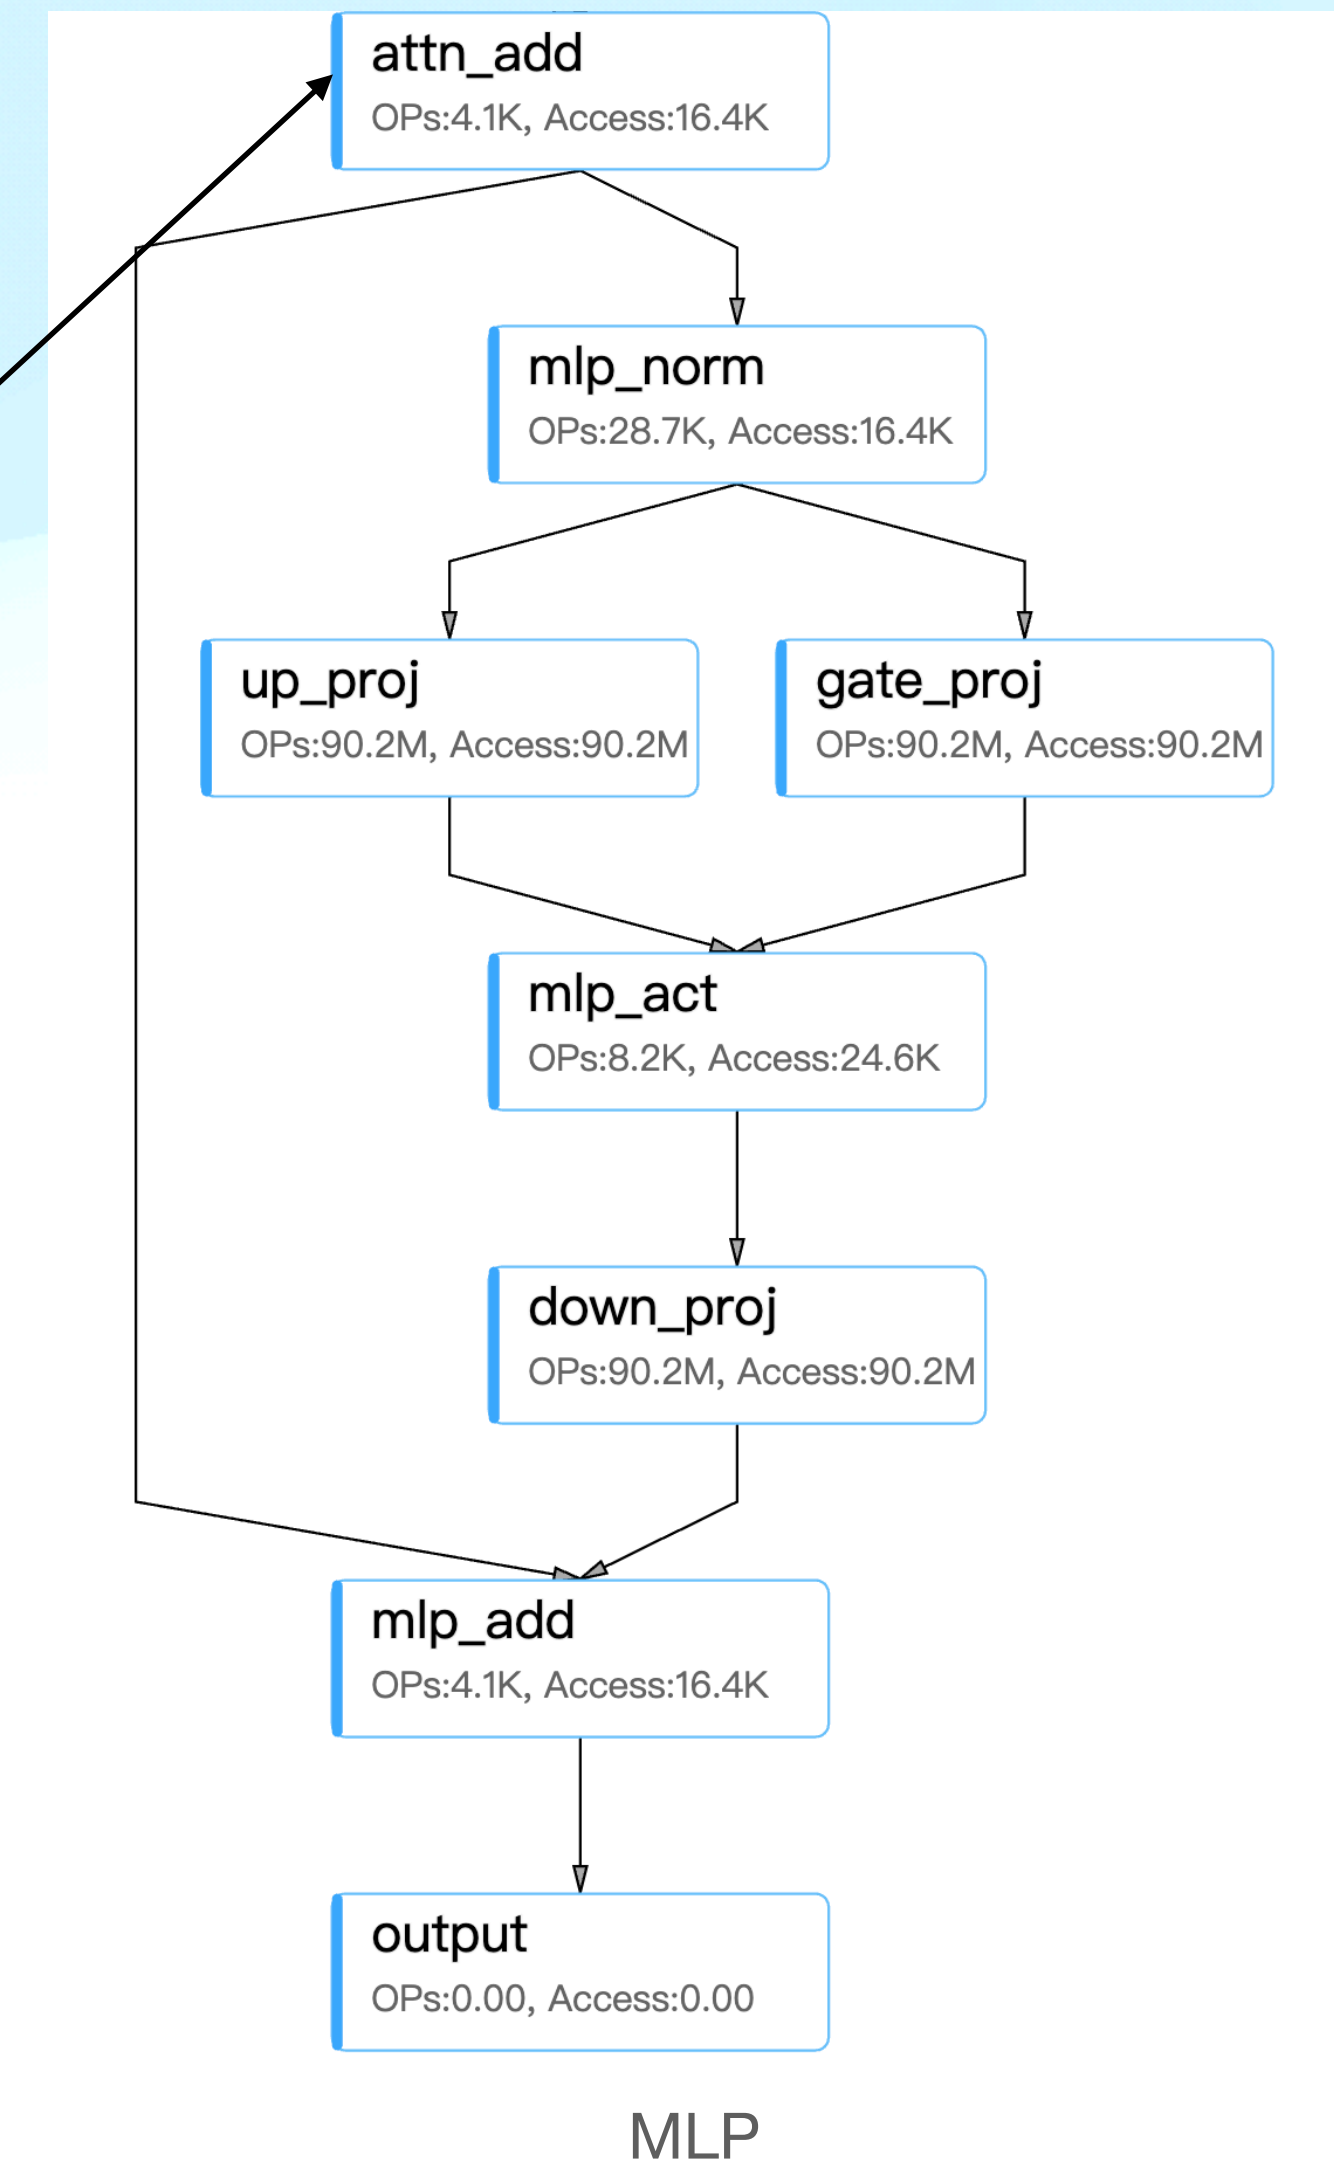 attn_add
OPs:4.1K, Access:16.4K
mlp_norm
OPs:28.7K, Access:16.4K
up_proj
OPs:90.2M, Access:90.2M
gate_proj
OPs:90.2M, Access:90.2M
mlp_act
OPs:8.2K, Access:24.6K
down_proj
OPs:90.2M, Access:90.2M
mlp_add
OPs:4.1K, Access:16.4K
output
OPs:0.00, Access:0.00
MLP